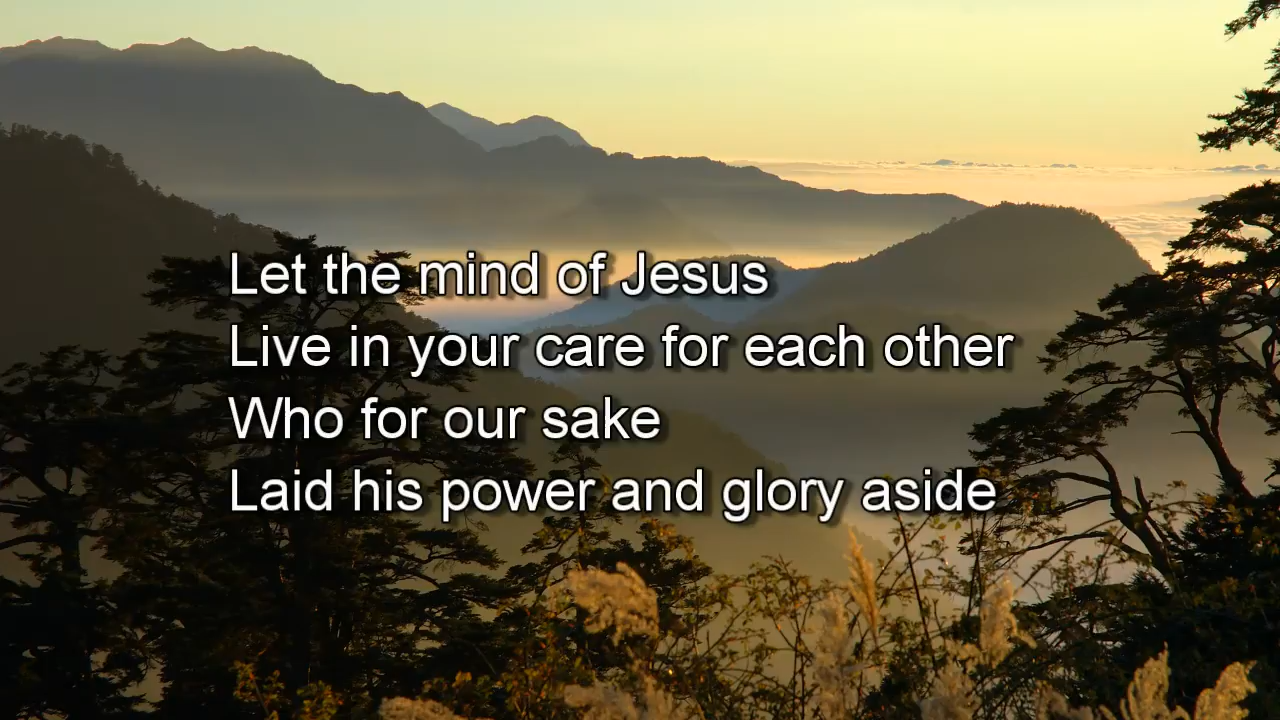 Let the mind of Jesus
Live in your care for each other
Who for our sake
Laid his power and glory aside